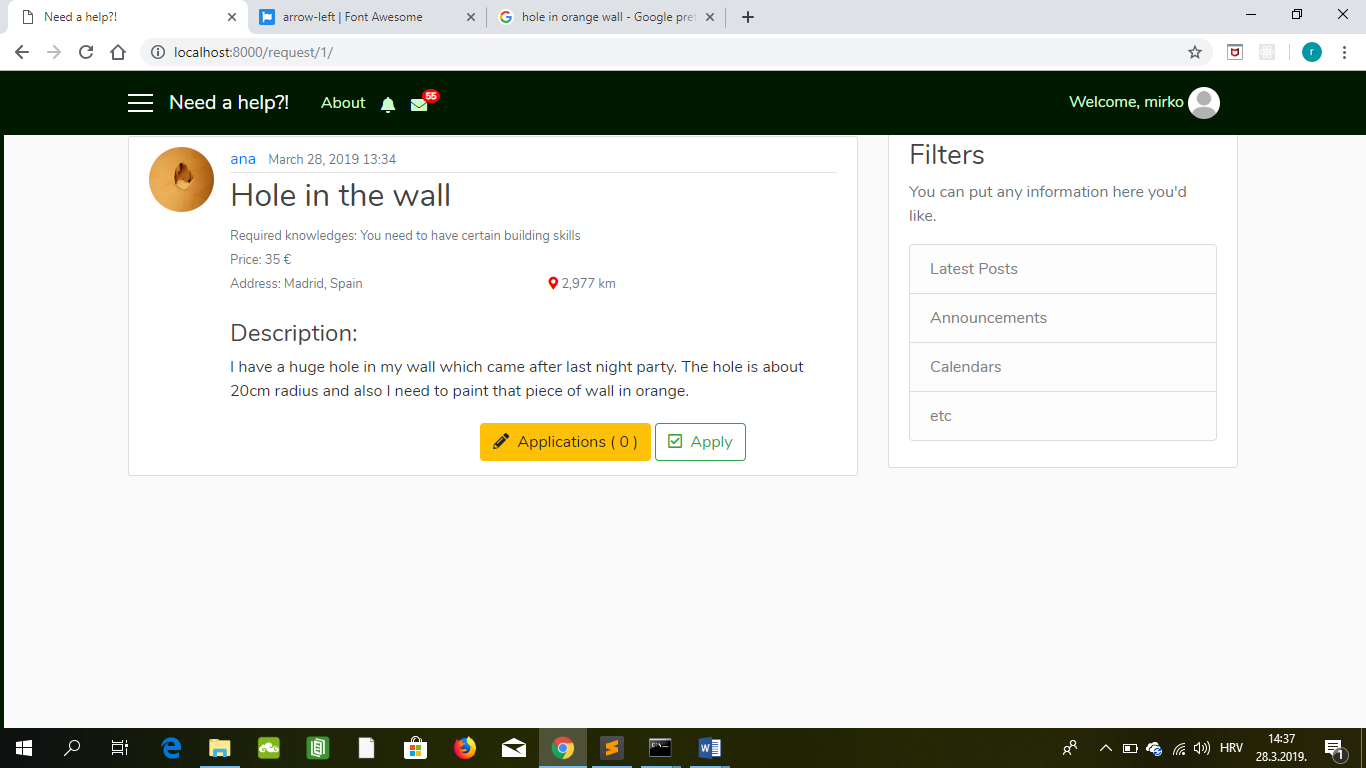 Need a help?!
arrow-left | Font Awesome
hole in orange wall - Google pre
localhost:8000/request/1/
r
Need a help?!
About
55
Welcome, mirko
ana March 28, 2019 13:34
Hole in the wall
Required knowledges: You need to have certain building skills
Price: 35 €
Address: Madrid, Spain
2,977 km
Description:
I have a huge hole in my wall which came after last night party. The hole is about
20cm radius and also I need to paint that piece of wall in orange.
Applications ( 0 )
Apply
Filters
You can put any information here you'd
like.
Latest Posts
Announcements
Calendars
etc
HRV
14:37
28.3.2019.
1